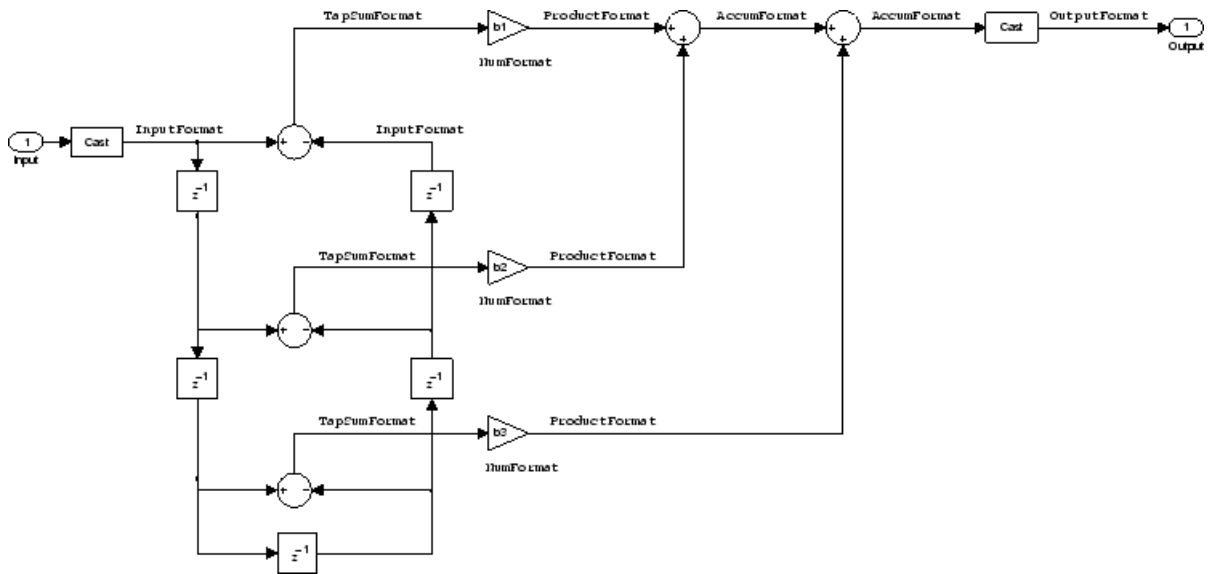 TapSumFormat
b1
ProductFormat
AccumFormat
AccumFormat
Cast
OutputFormat
1
Output
+
+
+
+
NumFormat
1
Input
Cast
InputFormat
+
−
InputFormat
z−1
z−1
TapSumFormat
b2
ProductFormat
NumFormat
+
−
z−1
z−1
TapSumFormat
b3
ProductFormat
NumFormat
+
−
z−1